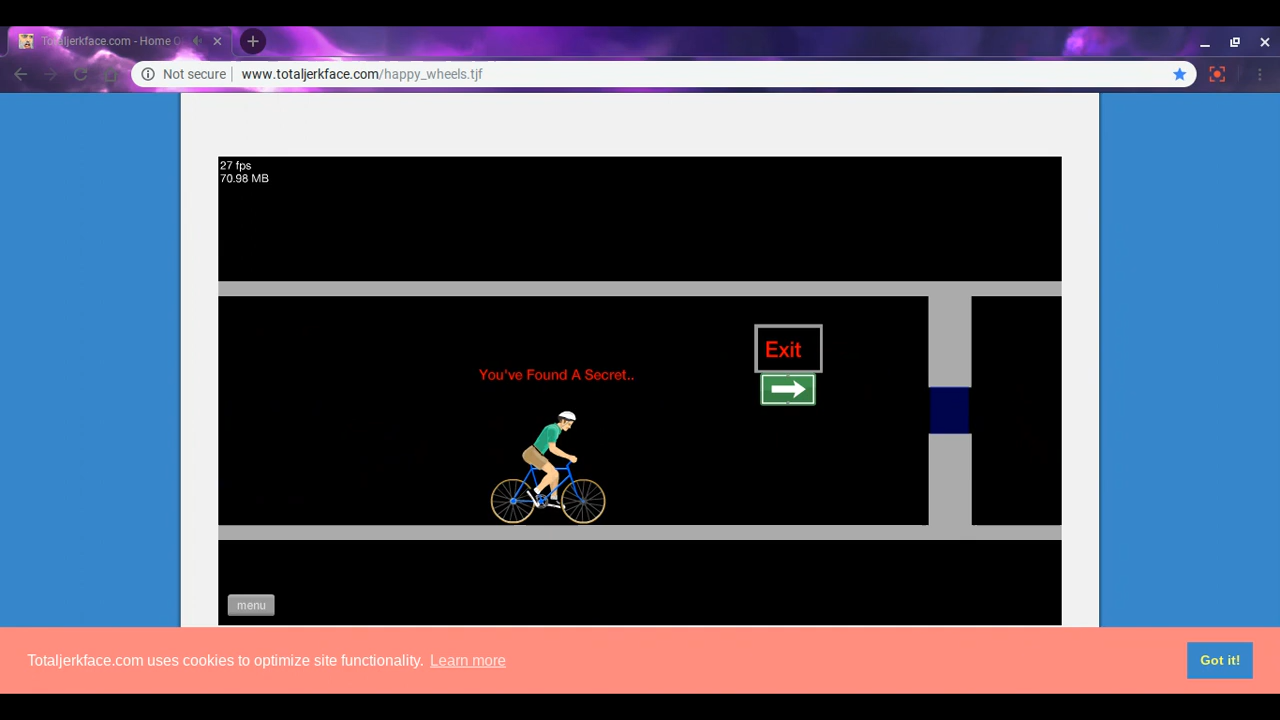 Totaljerkface.com - Home O
Not secure
www.totaljerkface.com/happy_wheels.tjf
27 fps
70.98 MB
Exit
You've Found A Secret..
menu
Totaljerkface.com uses cookies to optimize site functionality. Learn more
Got it!